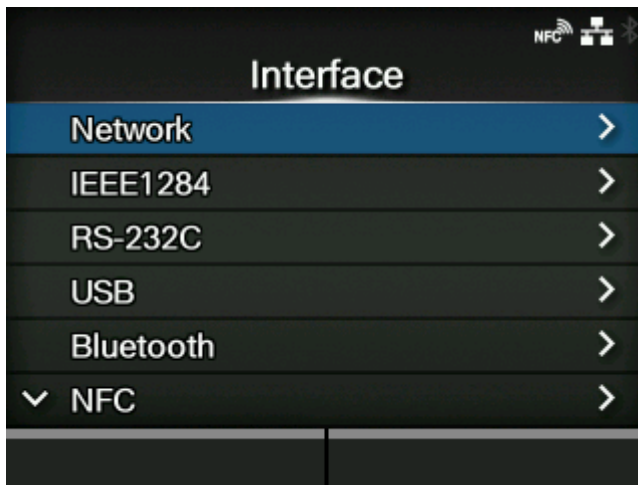 NFC
Interface
Network
IEEE1284
RS-232C
USB
Bluetooth
NFC